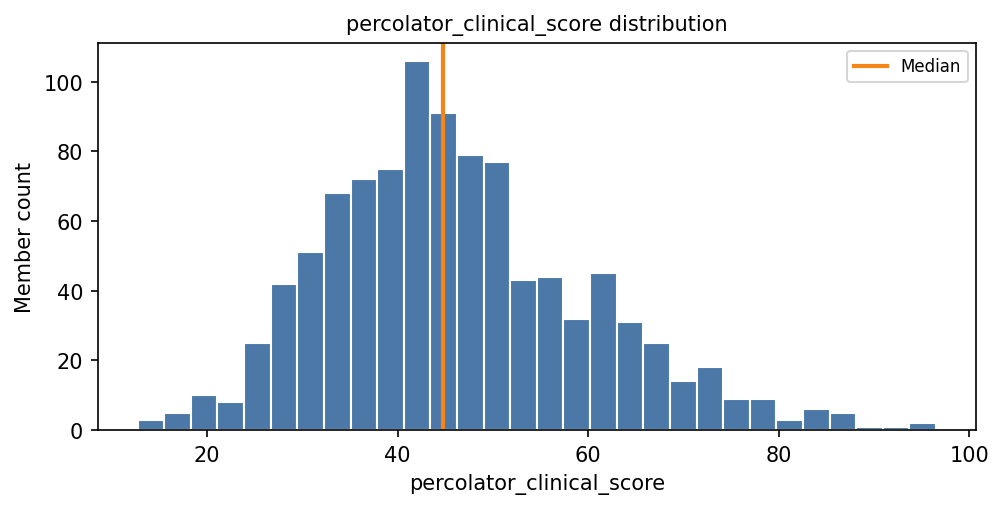 percolator_clinical_score distribution
Median
Member count
100
80
60
40
20
0
20
40
60
80
100
percolator_clinical_score